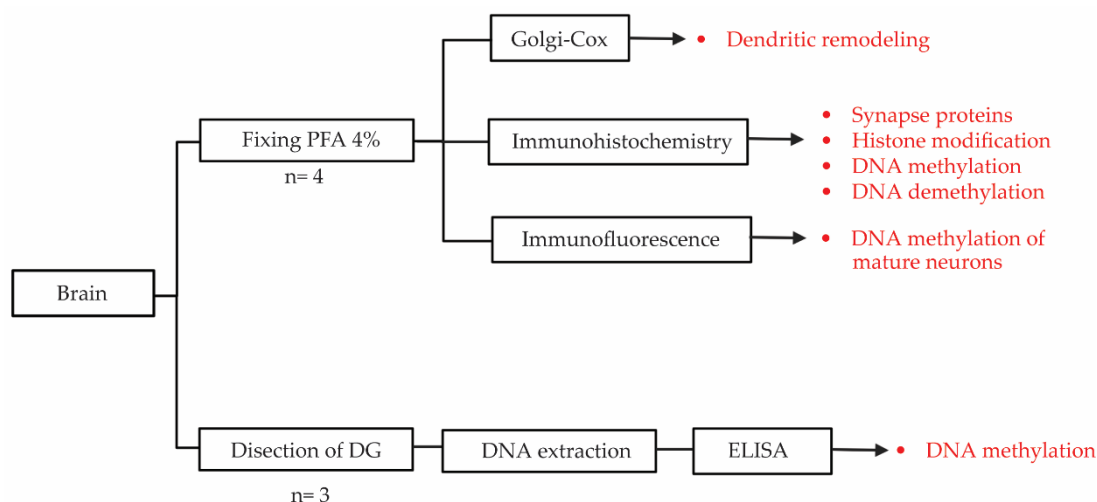 Golgi-Cox
• Dendritic remodeling
Fixing PFA 4%
n= 4
Immunohistochemistry
• Synapse proteins
• Histone modification
• DNA methylation
• DNA demethylation
Immunofluorescence
• DNA methylation of
mature neurons
Brain
Disection of DG
n= 3
DNA extraction
ELISA
• DNA methylation